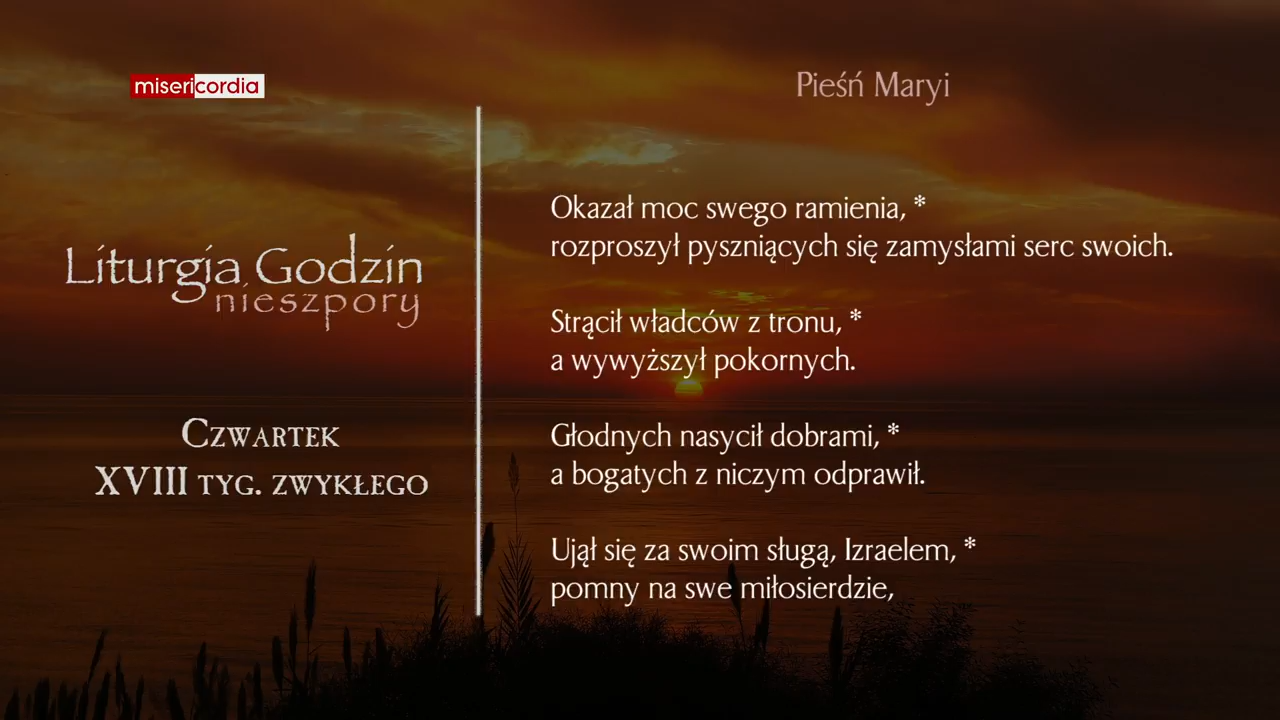 misericordia
Liturgia Godzin
nieszpory
Czwartek
XVIII tyg. zwykłego
Pieśń Maryi
Okazał moc swego ramienia, *
rozproszył pyszniących się zamysłami serc swoich.
Strącił władców z tronu, *
a wywyższył pokornych.
Głodnych nasycił dobrami, *
a bogatych z niczym odprawił.
Ujął się za swoim sługą, Izraelem, *
pomny na swe miłosierdzie,